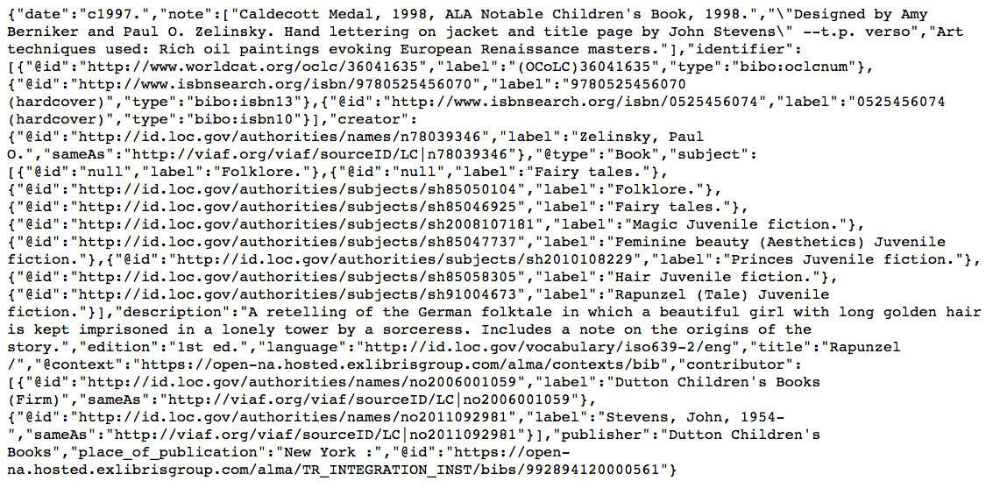 {"date":"c1997.","note":["Caldecott Medal, 1998, ALA Notable Children's Book, 1998.","\"Designed by Amy
Berniker and Paul O. Zelinsky. Hand lettering on jacket and title page by John Stevens\" --t.p. verso","Art
techniques used: Rich oil paintings evoking European Renaissance masters."],"identifier":
[{"@id":"http://www.worldcat.org/oclc/36041635","label":"(OCoLC)36041635","type":"bibo:oclcnum"},
{"@id":"http://www.isbnsearch.org/isbn/9780525456070","label":"9780525456070
(hardcover)","type":"bibo:isbn13"},{"@id":"http://www.isbnsearch.org/isbn/0525456074","label":"0525456074
(hardcover)","type":"bibo:isbn10"}],"creator":
{"@id":"http://id.loc.gov/authorities/names/n78039346","label":"Zelinsky, Paul
O.","sameAs":"http://viaf.org/viaf/sourceID/LC|n78039346"},"@type":"Book","subject":
[{"@id":"null","label":"Folklore."},{"@id":"null","label":"Fairy tales."},
{"@id":"http://id.loc.gov/authorities/subjects/sh85050104","label":"Folklore."},
{"@id":"http://id.loc.gov/authorities/subjects/sh85046925","label":"Fairy tales."},
{"@id":"http://id.loc.gov/authorities/subjects/sh2008107181","label":"Magic Juvenile fiction."},
{"@id":"http://id.loc.gov/authorities/subjects/sh85047737","label":"Feminine beauty (Aesthetics) Juvenile
fiction."},{"@id":"http://id.loc.gov/authorities/subjects/sh2010108229","label":"Princes Juvenile fiction."},
{"@id":"http://id.loc.gov/authorities/subjects/sh85058305","label":"Hair Juvenile fiction."},
{"@id":"http://id.loc.gov/authorities/subjects/sh91004673","label":"Rapunzel (Tale) Juvenile
fiction."}],"description":"A retelling of the German folktale in which a beautiful girl with long golden hair
is kept imprisoned in a lonely tower by a sorceress. Includes a note on the origins of the
story.","edition":"1st ed.","language":"http://id.loc.gov/vocabulary/iso639-2/eng","title":"Rapunzel
/","@context":"https://open-na.hosted.exlibrisgroup.com/alma/contexts/bib","contributor":
[{"@id":"http://id.loc.gov/authorities/names/no2006001059","label":"Dutton Children's Books
(Firm)","sameAs":"http://viaf.org/viaf/sourceID/LC|no2006001059"},
{"@id":"http://id.loc.gov/authorities/names/no2011092981","label":"Stevens, John, 1954-
","sameAs":"http://viaf.org/viaf/sourceID/LC|no2011092981"}],"publisher":"Dutton Children's
Books","place_of_publication":"New York :","@id":"https://open-
na.hosted.exlibrisgroup.com/alma/TR_INTEGRATION_INST/bibs/992894120000561"}